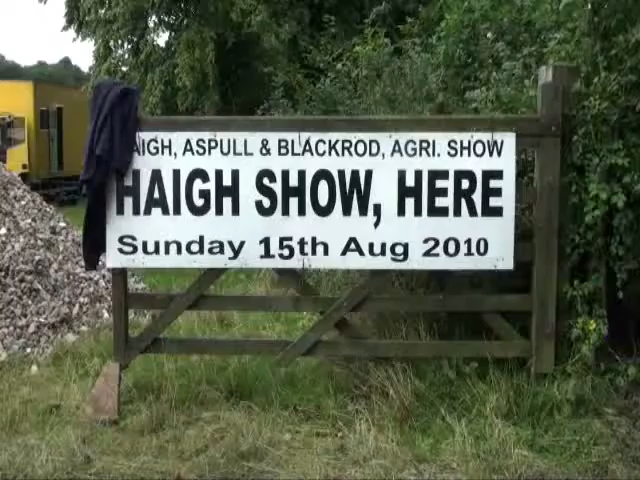 AIGH, ASPULL & BLACKROD, AGRI. SHOW
HAIGH SHOW, HERE
Sunday 15th Aug 2010